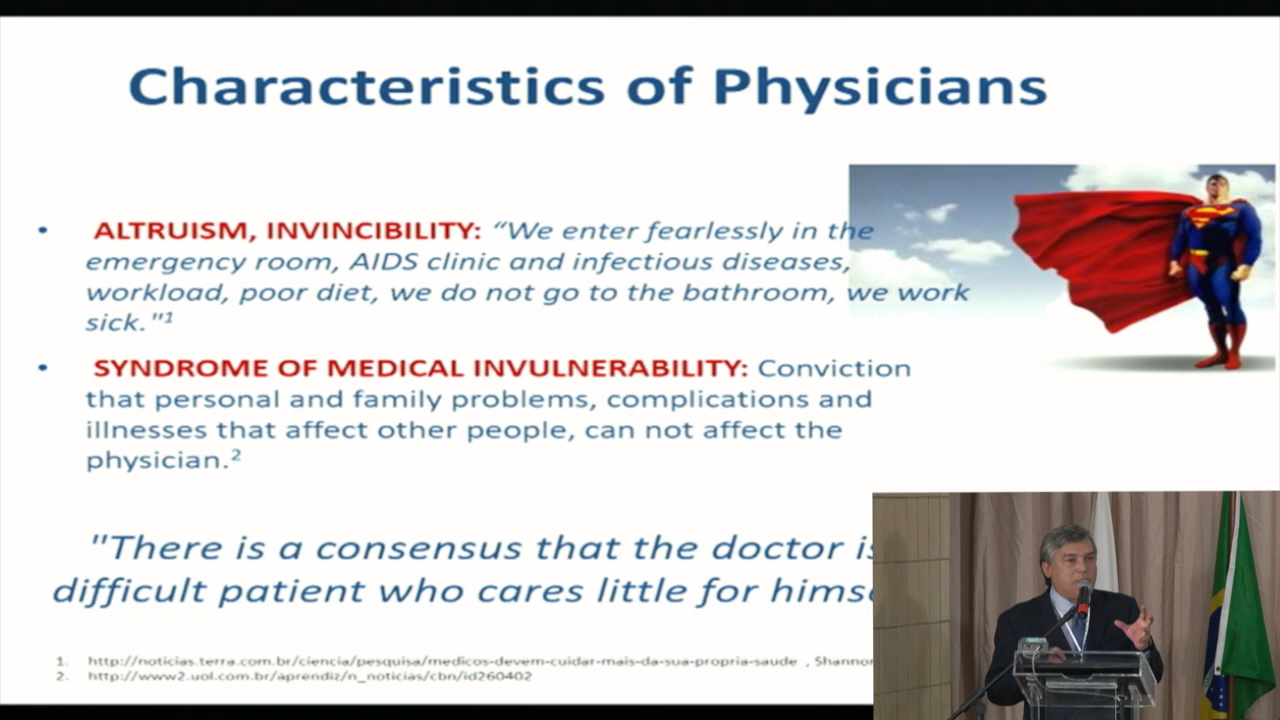 Characteristics of Physicians
• ALTRUISM, INVINCIBILITY: “We enter fearlessly in the
emergency room, AIDS clinic and infectious diseases,
workload, poor diet, we do not go to the bathroom, we work
sick."¹
• SYNDROME OF MEDICAL INVULNERABILITY: Conviction
that personal and family problems, complications and
illnesses that affect other people, can not affect the
physician.²
"There is a consensus that the doctor is
difficult patient who cares little for himse
1. http://noticias.terra.com.br/ciencia/pesquisa/medicos-devem-cuidar-mais-da-sua-propria-saude , Shannon
2. http://www2.uol.com.br/aprendiz/n_noticias/cbn/id260402